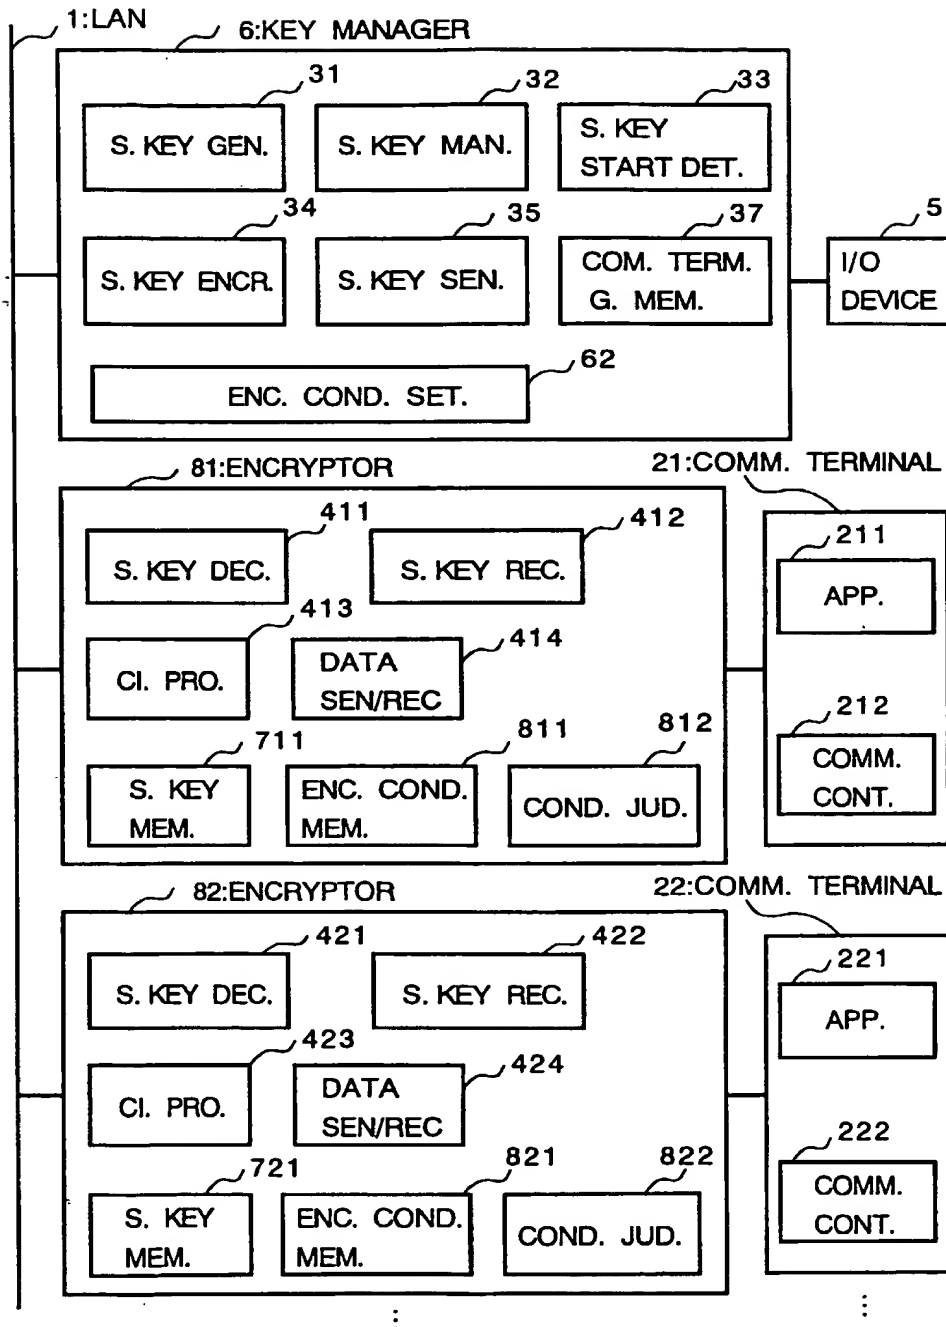 1:LAN
6:KEY MANAGER
31
32
33
S. KEY GEN.
S. KEY MAN.
S. KEY
START DET.
34
35
37
5
S. KEY ENCR.
S. KEY SEN.
COM. TERM.
G. MEM.
I/O
DEVICE
62
ENC. COND. SET.
81:ENCRYPTOR
21:COMM. TERMINAL
411
412
211
S. KEY DEC.
S. KEY REC.
APP.
413
414
CI. PRO.
DATA
SEN/REC
212
711
811
812
S. KEY
MEM.
ENC. COND.
MEM.
COND. JUD.
COMM.
CONT.
82:ENCRYPTOR
22:COMM. TERMINAL
421
422
221
S. KEY DEC.
S. KEY REC.
APP.
423
424
CI. PRO.
DATA
SEN/REC
222
721
821
822
S. KEY
MEM.
ENC. COND.
MEM.
COND. JUD.
COMM.
CONT.